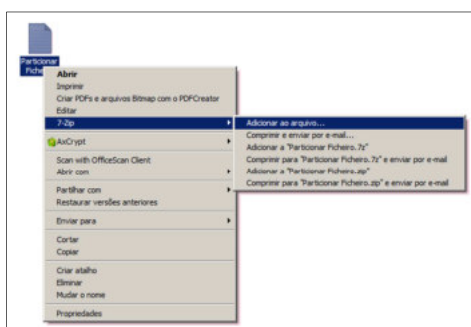 Particionar
Fiche
Abrir
Imprimir
Criar PDFs e arquivos Bitmap com o PDFCreator
Editar
7-Zip
AxCrypt
Scan with OfficeScan Client
Abrir com
Partilhar com
Restaurar versões anteriores
Enviar para
Cortar
Copiar
Criar atalho
Eliminar
Mudar o nome
Propriedades
Adicionar ao arquivo...
Comprimir e enviar por e-mail...
Adicionar a "Particionar Ficheiro.7z"
Comprimir para "Particionar Ficheiro.7z" e enviar por e-mail
Adicionar a "Particionar Ficheiro.zip"
Comprimir para "Particionar Ficheiro.zip" e enviar por e-mail